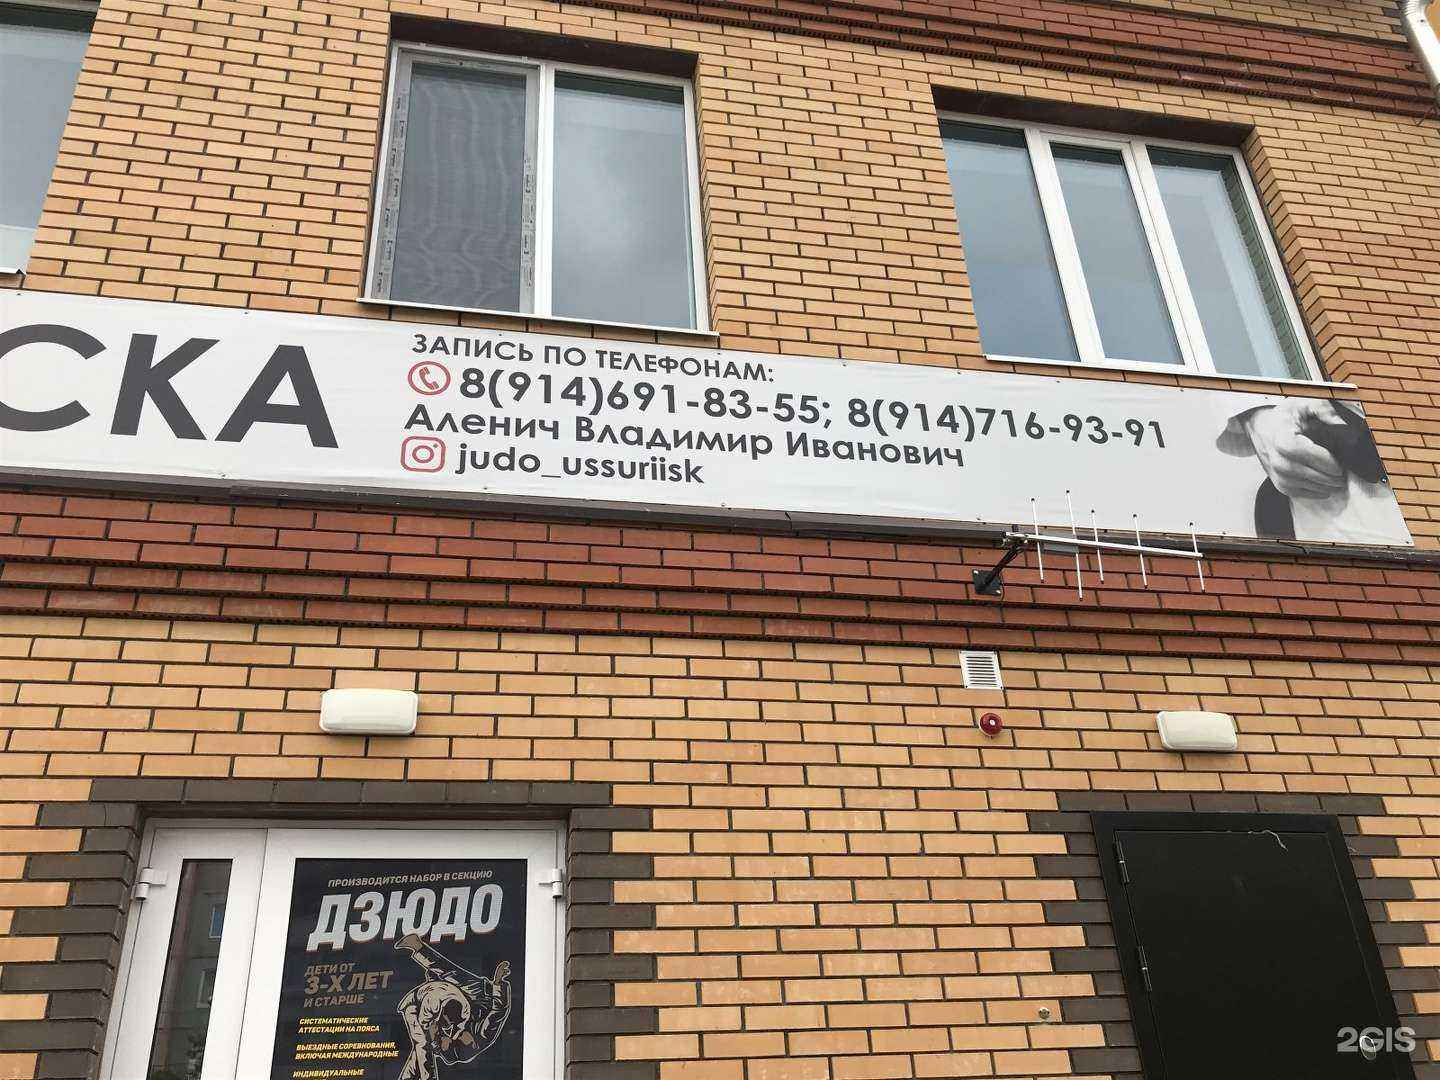 СКА
ЗАПИСЬ ПО ТЕЛЕФОНАМ:
8(914)691-83-55; 8(914)716-93-91
Аленич Владимир Иванович
judo_ussuriisk
ПРОИЗВОДИТСЯ НАБОР В СЕКЦИЮ
ДЗЮДО
ДЕТИ ОТ
3-Х ЛЕТ
И СТАРШЕ
СИСТЕМАТИЧЕСКИЕ
АТТЕСТАЦИИ НА ПОЯСА
ВЫЕЗДНЫЕ СОРЕВНОВАНИЯ,
ВКЛЮЧАЯ МЕЖДУНАРОДНЫЕ
ИНДИВИДУАЛЬНЫЕ
2GIS